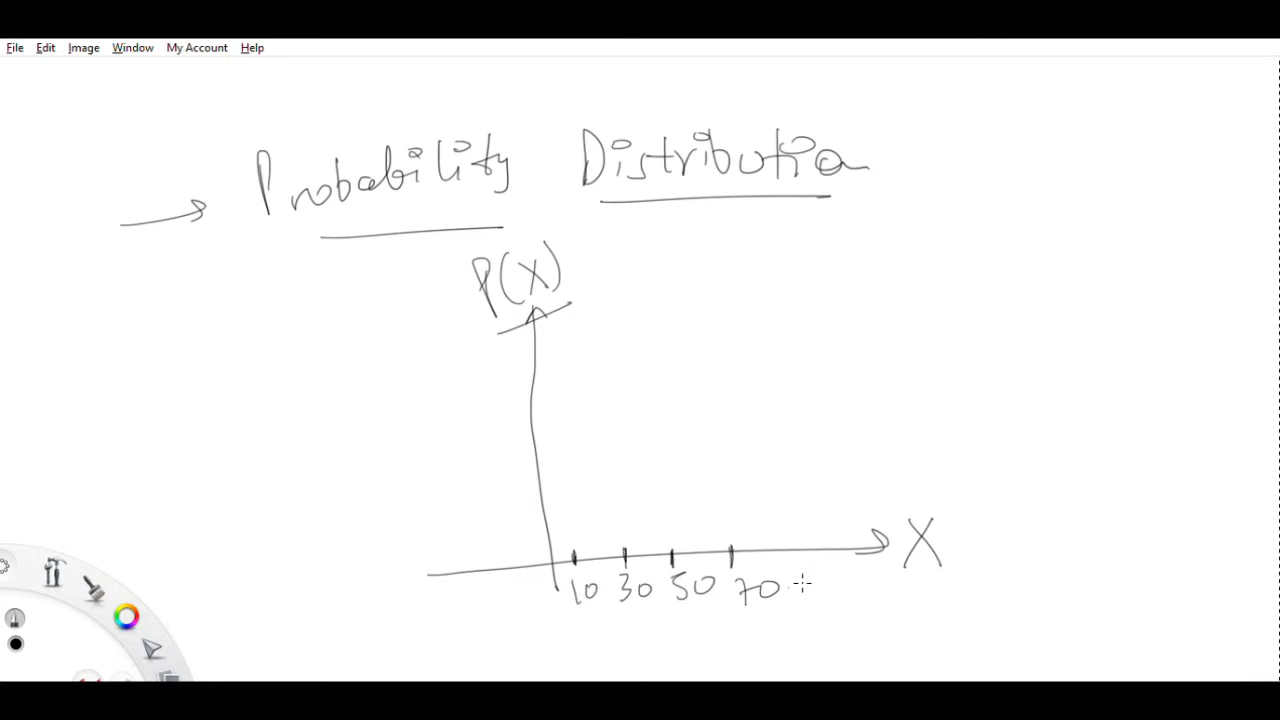 File Edit Image Window My Account Help
→ Probability Distribution
P(X)
X
10 30 50 70